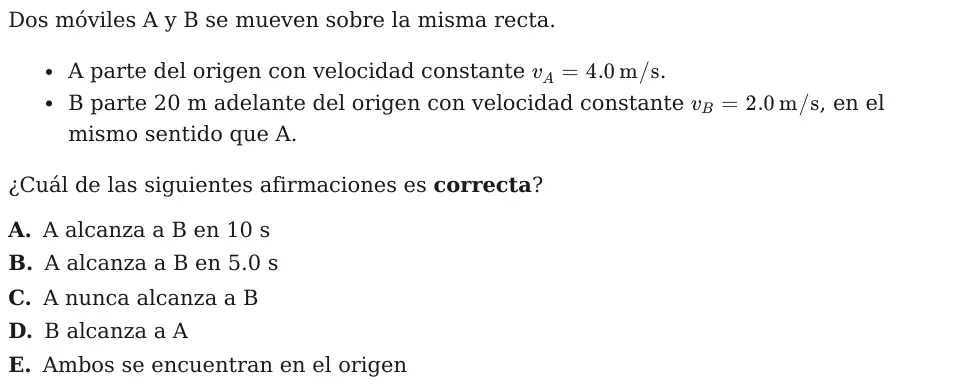 Dos móviles A y B se mueven sobre la misma recta.
• A parte del origen con velocidad constante v_A = 4.0 m/s.
• B parte 20 m adelante del origen con velocidad constante v_B = 2.0 m/s, en el
mismo sentido que A.
¿Cuál de las siguientes afirmaciones es correcta?
A. A alcanza a B en 10 s
B. A alcanza a B en 5.0 s
C. A nunca alcanza a B
D. B alcanza a A
E. Ambos se encuentran en el origen